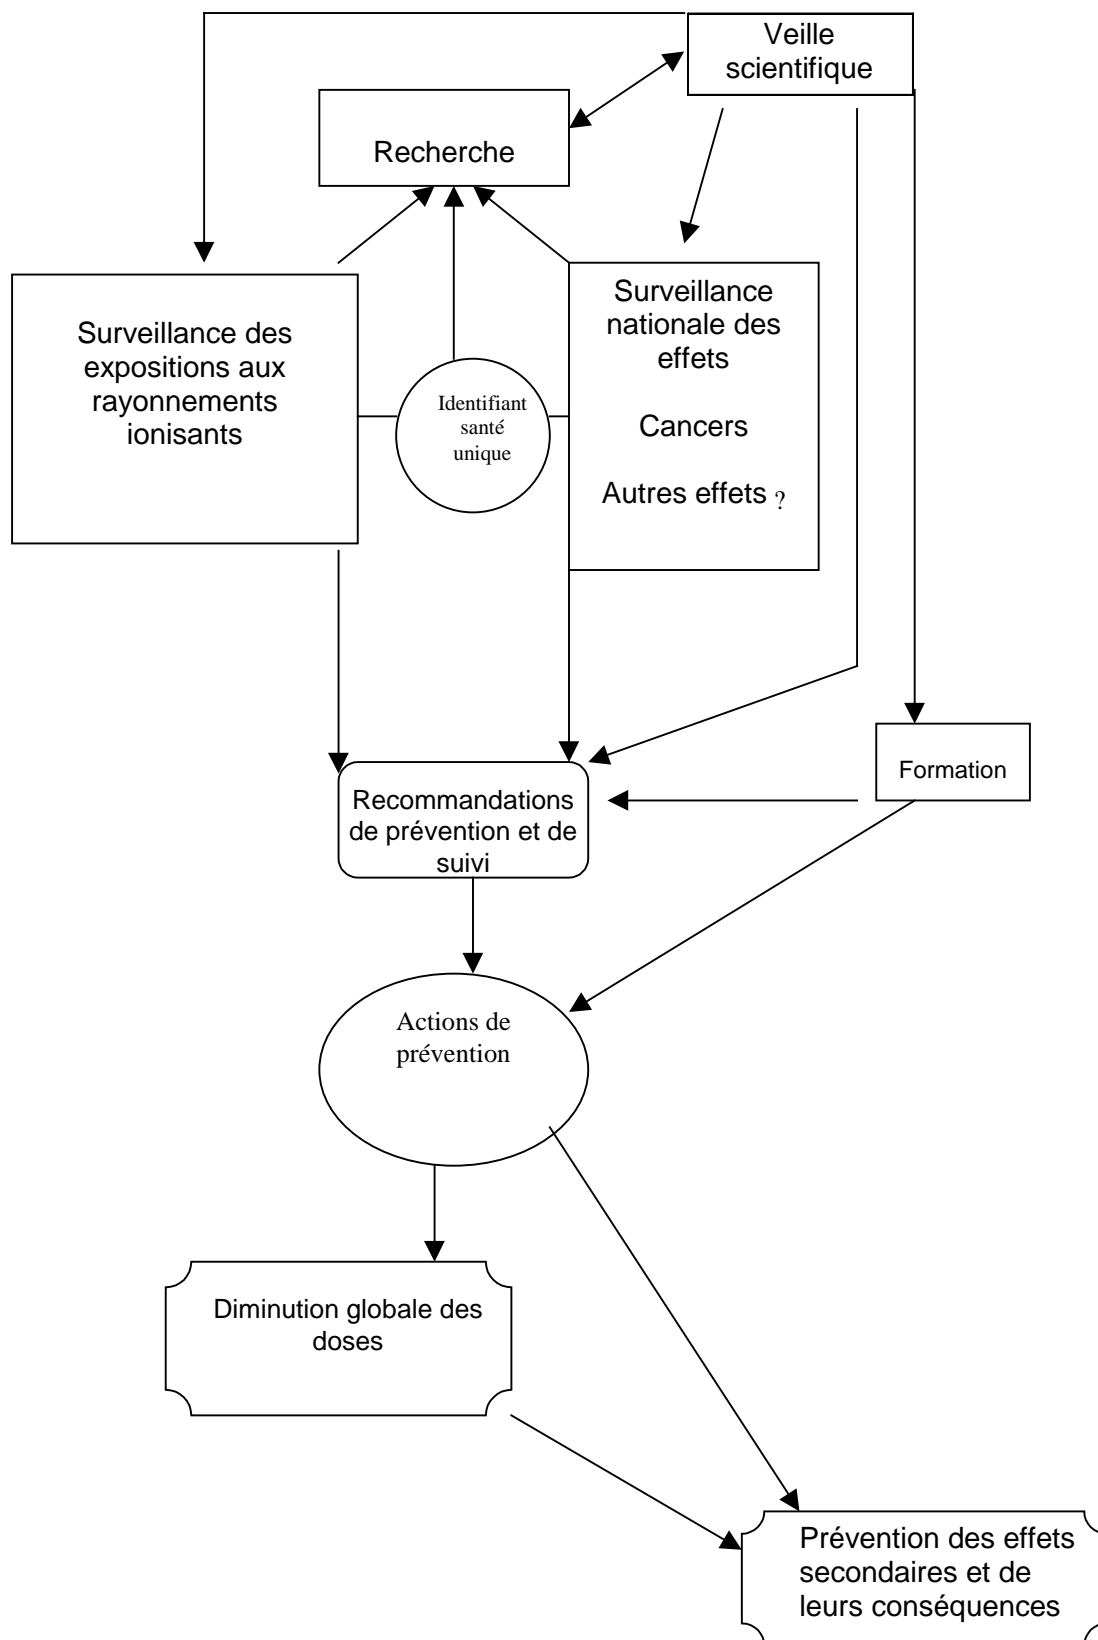 Veille
scientifique
Recherche
Surveillance des
expositions aux
rayonnements
ionisants
Identifiant
santé
unique
Surveillance
nationale des
effets
Cancers
Autres effets ?
Formation
Recommandations
de prévention et de
suivi
Actions de
prévention
Diminution globale des
doses
Prévention des effets
secondaires et de
leurs conséquences